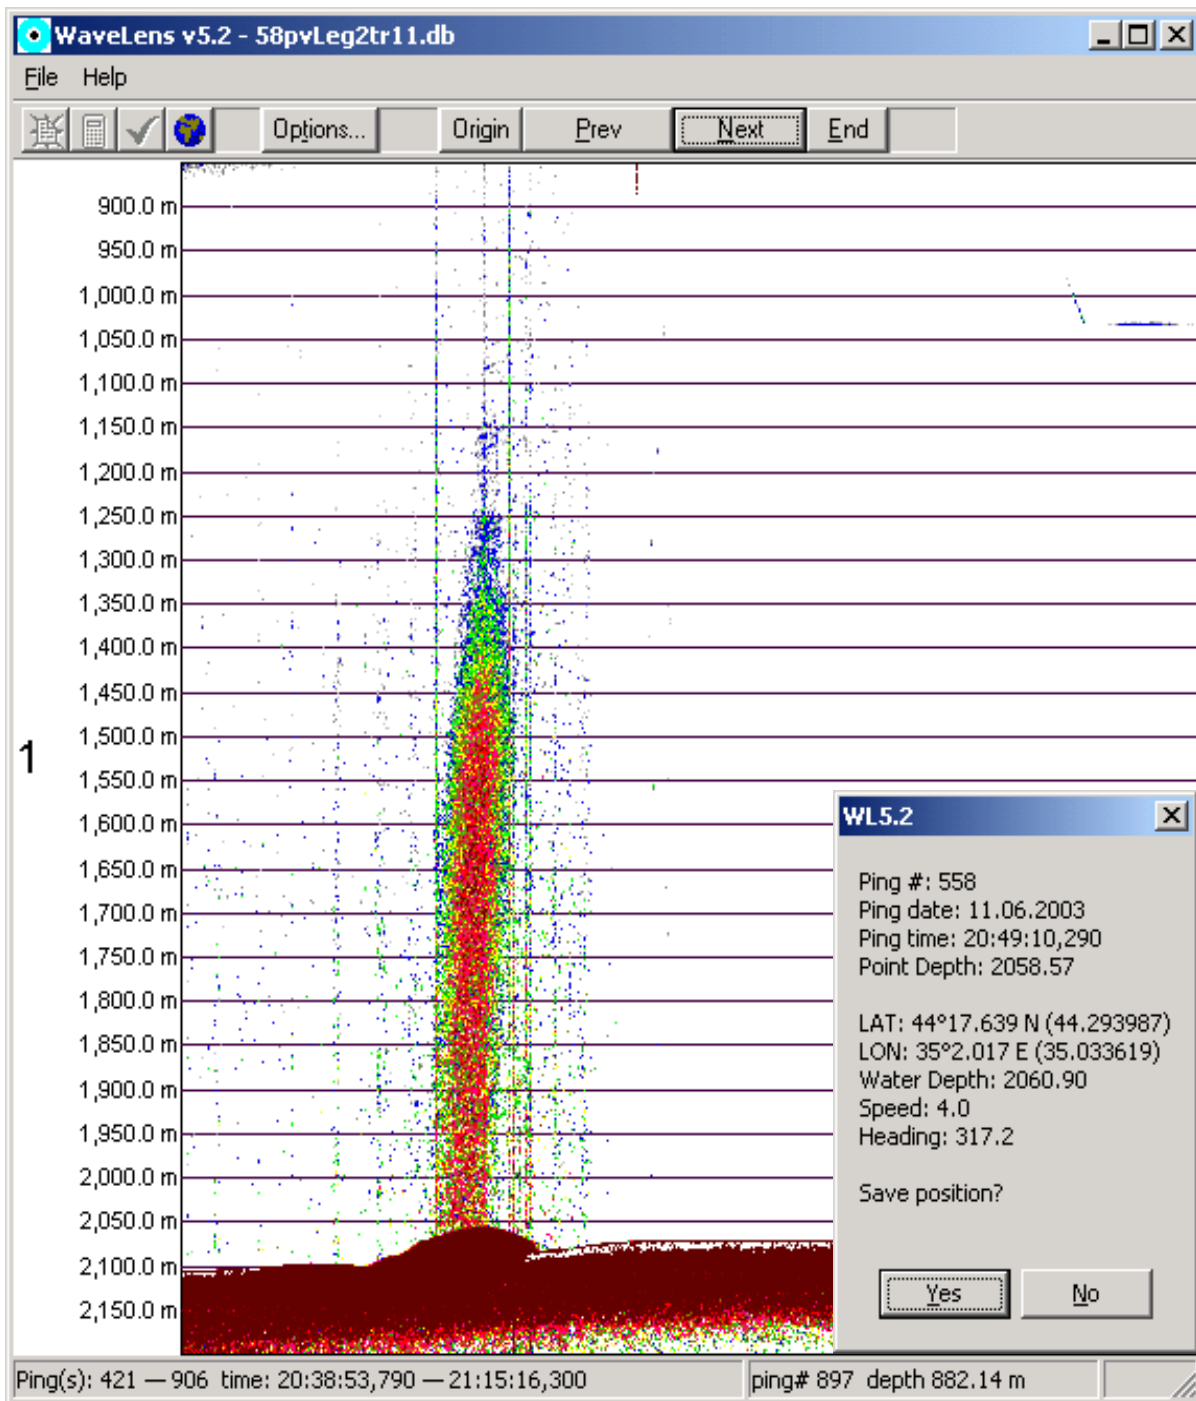 WaveLens v5.2 - 58pvLeg2tr11.db
File Help
Options... Origin Prev Next End
900.0 m
950.0 m
1,000.0 m
1,050.0 m
1,100.0 m
1,150.0 m
1,200.0 m
1,250.0 m
1,300.0 m
1,350.0 m
1,400.0 m
1,450.0 m
1,500.0 m
1
1,550.0 m
1,600.0 m
1,650.0 m
1,700.0 m
1,750.0 m
1,800.0 m
1,850.0 m
1,900.0 m
1,950.0 m
2,000.0 m
2,050.0 m
2,100.0 m
2,150.0 m
WL5.2
Ping #: 558
Ping date: 11.06.2003
Ping time: 20:49:10,290
Point Depth: 2058.57
LAT: 44°17.639 N (44.293987)
LON: 35°2.017 E (35.033619)
Water Depth: 2060.90
Speed: 4.0
Heading: 317.2
Save position?
Yes No
Ping(s): 421 — 906 time: 20:38:53,790 — 21:15:16,300 ping# 897 depth 882.14 m